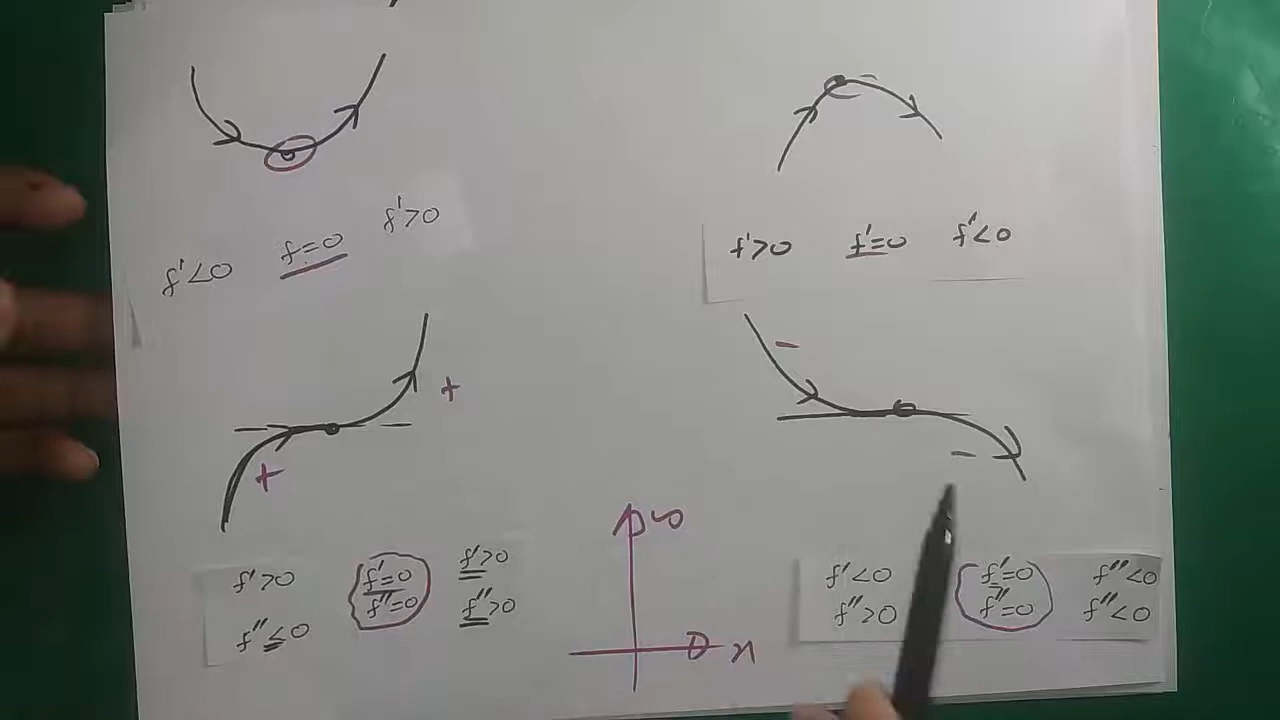 f'<0 f=0 f'>0
f'>0 f'=0 f'<0
+
+
-
-
f'>0 f'=0 f'>0
f''≤0 f''=0 f''>0
x
f'<0 f'=0 f''<0
f''>0 f''=0 f''<0